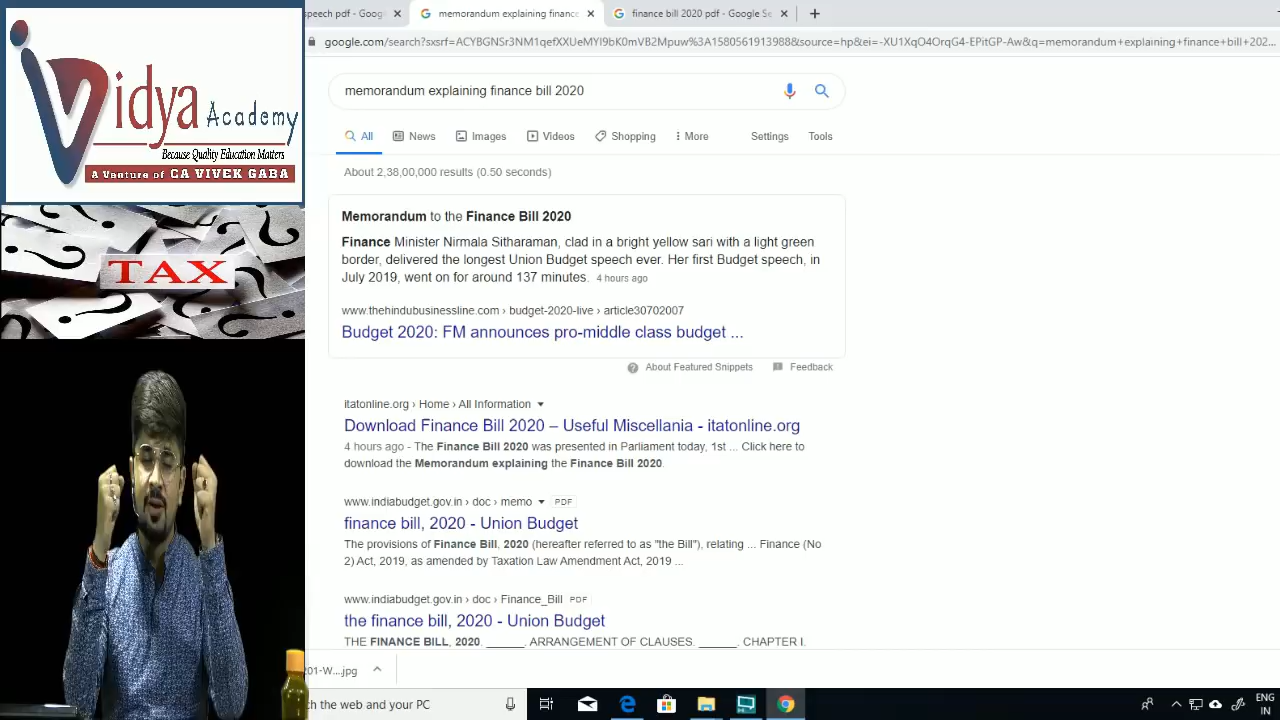 Vidya Academy
Because Quality Education Matters
A Venture of CA VIVEK GABA
TAX
speech pdf - Goog
memorandum explaining finance
finance bill 2020 pdf - Google Se
google.com/search?sxsrf=ACYBGNSr3NM1qefXXUeMYI9bK0mVB2Mpuw%3A1580561913988&source=hp&ei=-XU1XqO4OrqG4-EPitGP-Aw&q=memorandum+explaining+finance+bill+202...
memorandum explaining finance bill 2020
All News Images Videos Shopping More Settings Tools
About 2,38,00,000 results (0.50 seconds)
Memorandum to the Finance Bill 2020
Finance Minister Nirmala Sitharaman, clad in a bright yellow sari with a light green
border, delivered the longest Union Budget speech ever. Her first Budget speech, in
July 2019, went on for around 137 minutes. 4 hours ago
www.thehindubusinessline.com › budget-2020-live › article30702007
Budget 2020: FM announces pro-middle class budget ...
About Featured Snippets Feedback
itatonline.org › Home › All Information
Download Finance Bill 2020 – Useful Miscellania - itatonline.org
4 hours ago - The Finance Bill 2020 was presented in Parliament today, 1st ... Click here to
download the Memorandum explaining the Finance Bill 2020.
www.indiabudget.gov.in › doc › memo PDF
finance bill, 2020 - Union Budget
The provisions of Finance Bill, 2020 (hereafter referred to as "the Bill"), relating ... Finance (No
2) Act, 2019, as amended by Taxation Law Amendment Act, 2019 ...
www.indiabudget.gov.in › doc › Finance_Bill PDF
the finance bill, 2020 - Union Budget
THE FINANCE BILL, 2020. ______. ARRANGEMENT OF CLAUSES. ______. CHAPTER I.
201-W....jpg
ch the web and your PC
ENG
IN